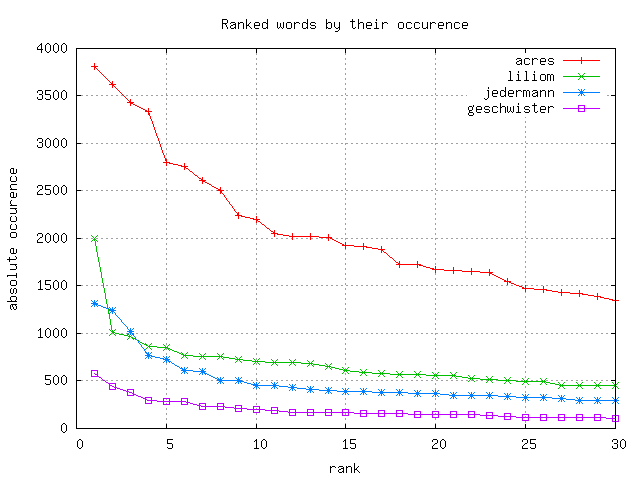 Ranked words by their occurence
4000
3500
3000
2500
2000
1500
1000
500
0
absolute occurence
acres
liliom
jedermann
geschwister
0 5 10 15 20 25 30
rank